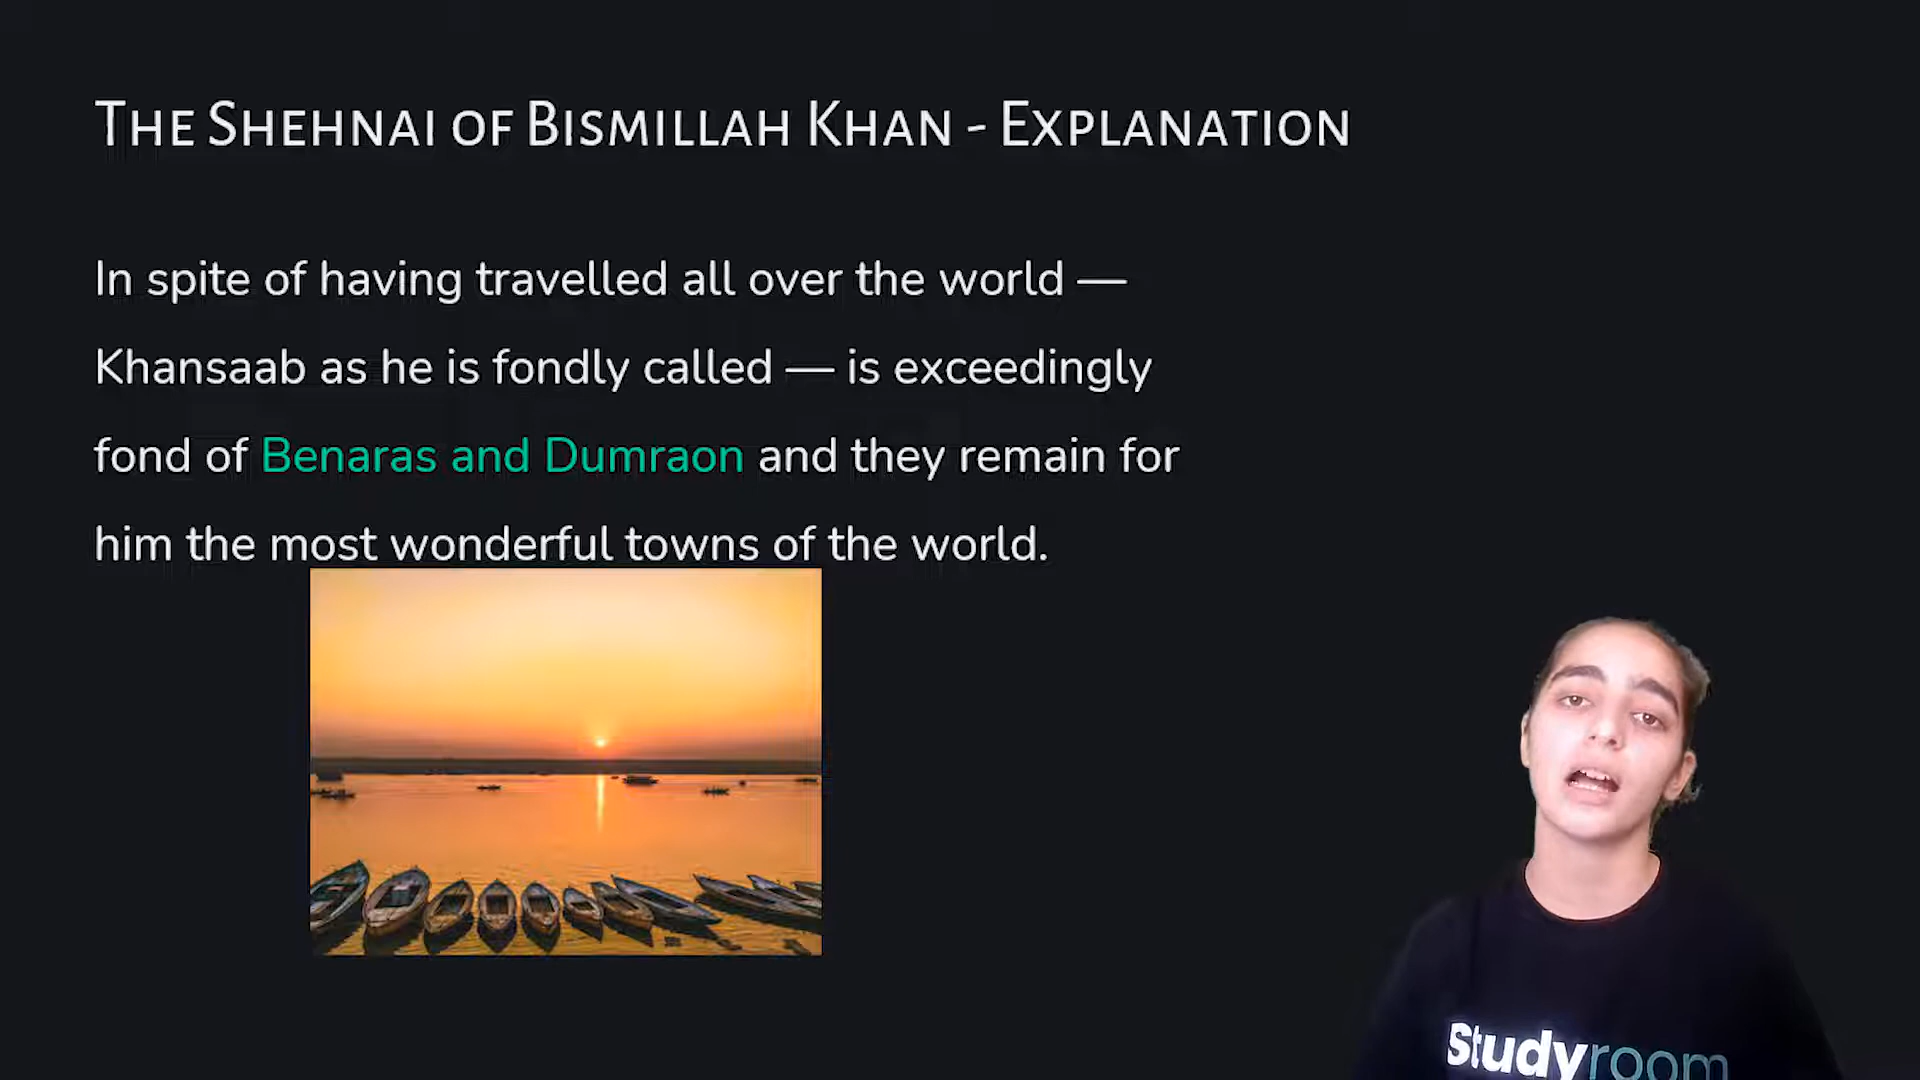 The Shehnai of Bismillah Khan - Explanation
In spite of having travelled all over the world —
Khansaab as he is fondly called — is exceedingly
fond of Benaras and Dumraon and they remain for
him the most wonderful towns of the world.
Studyroom